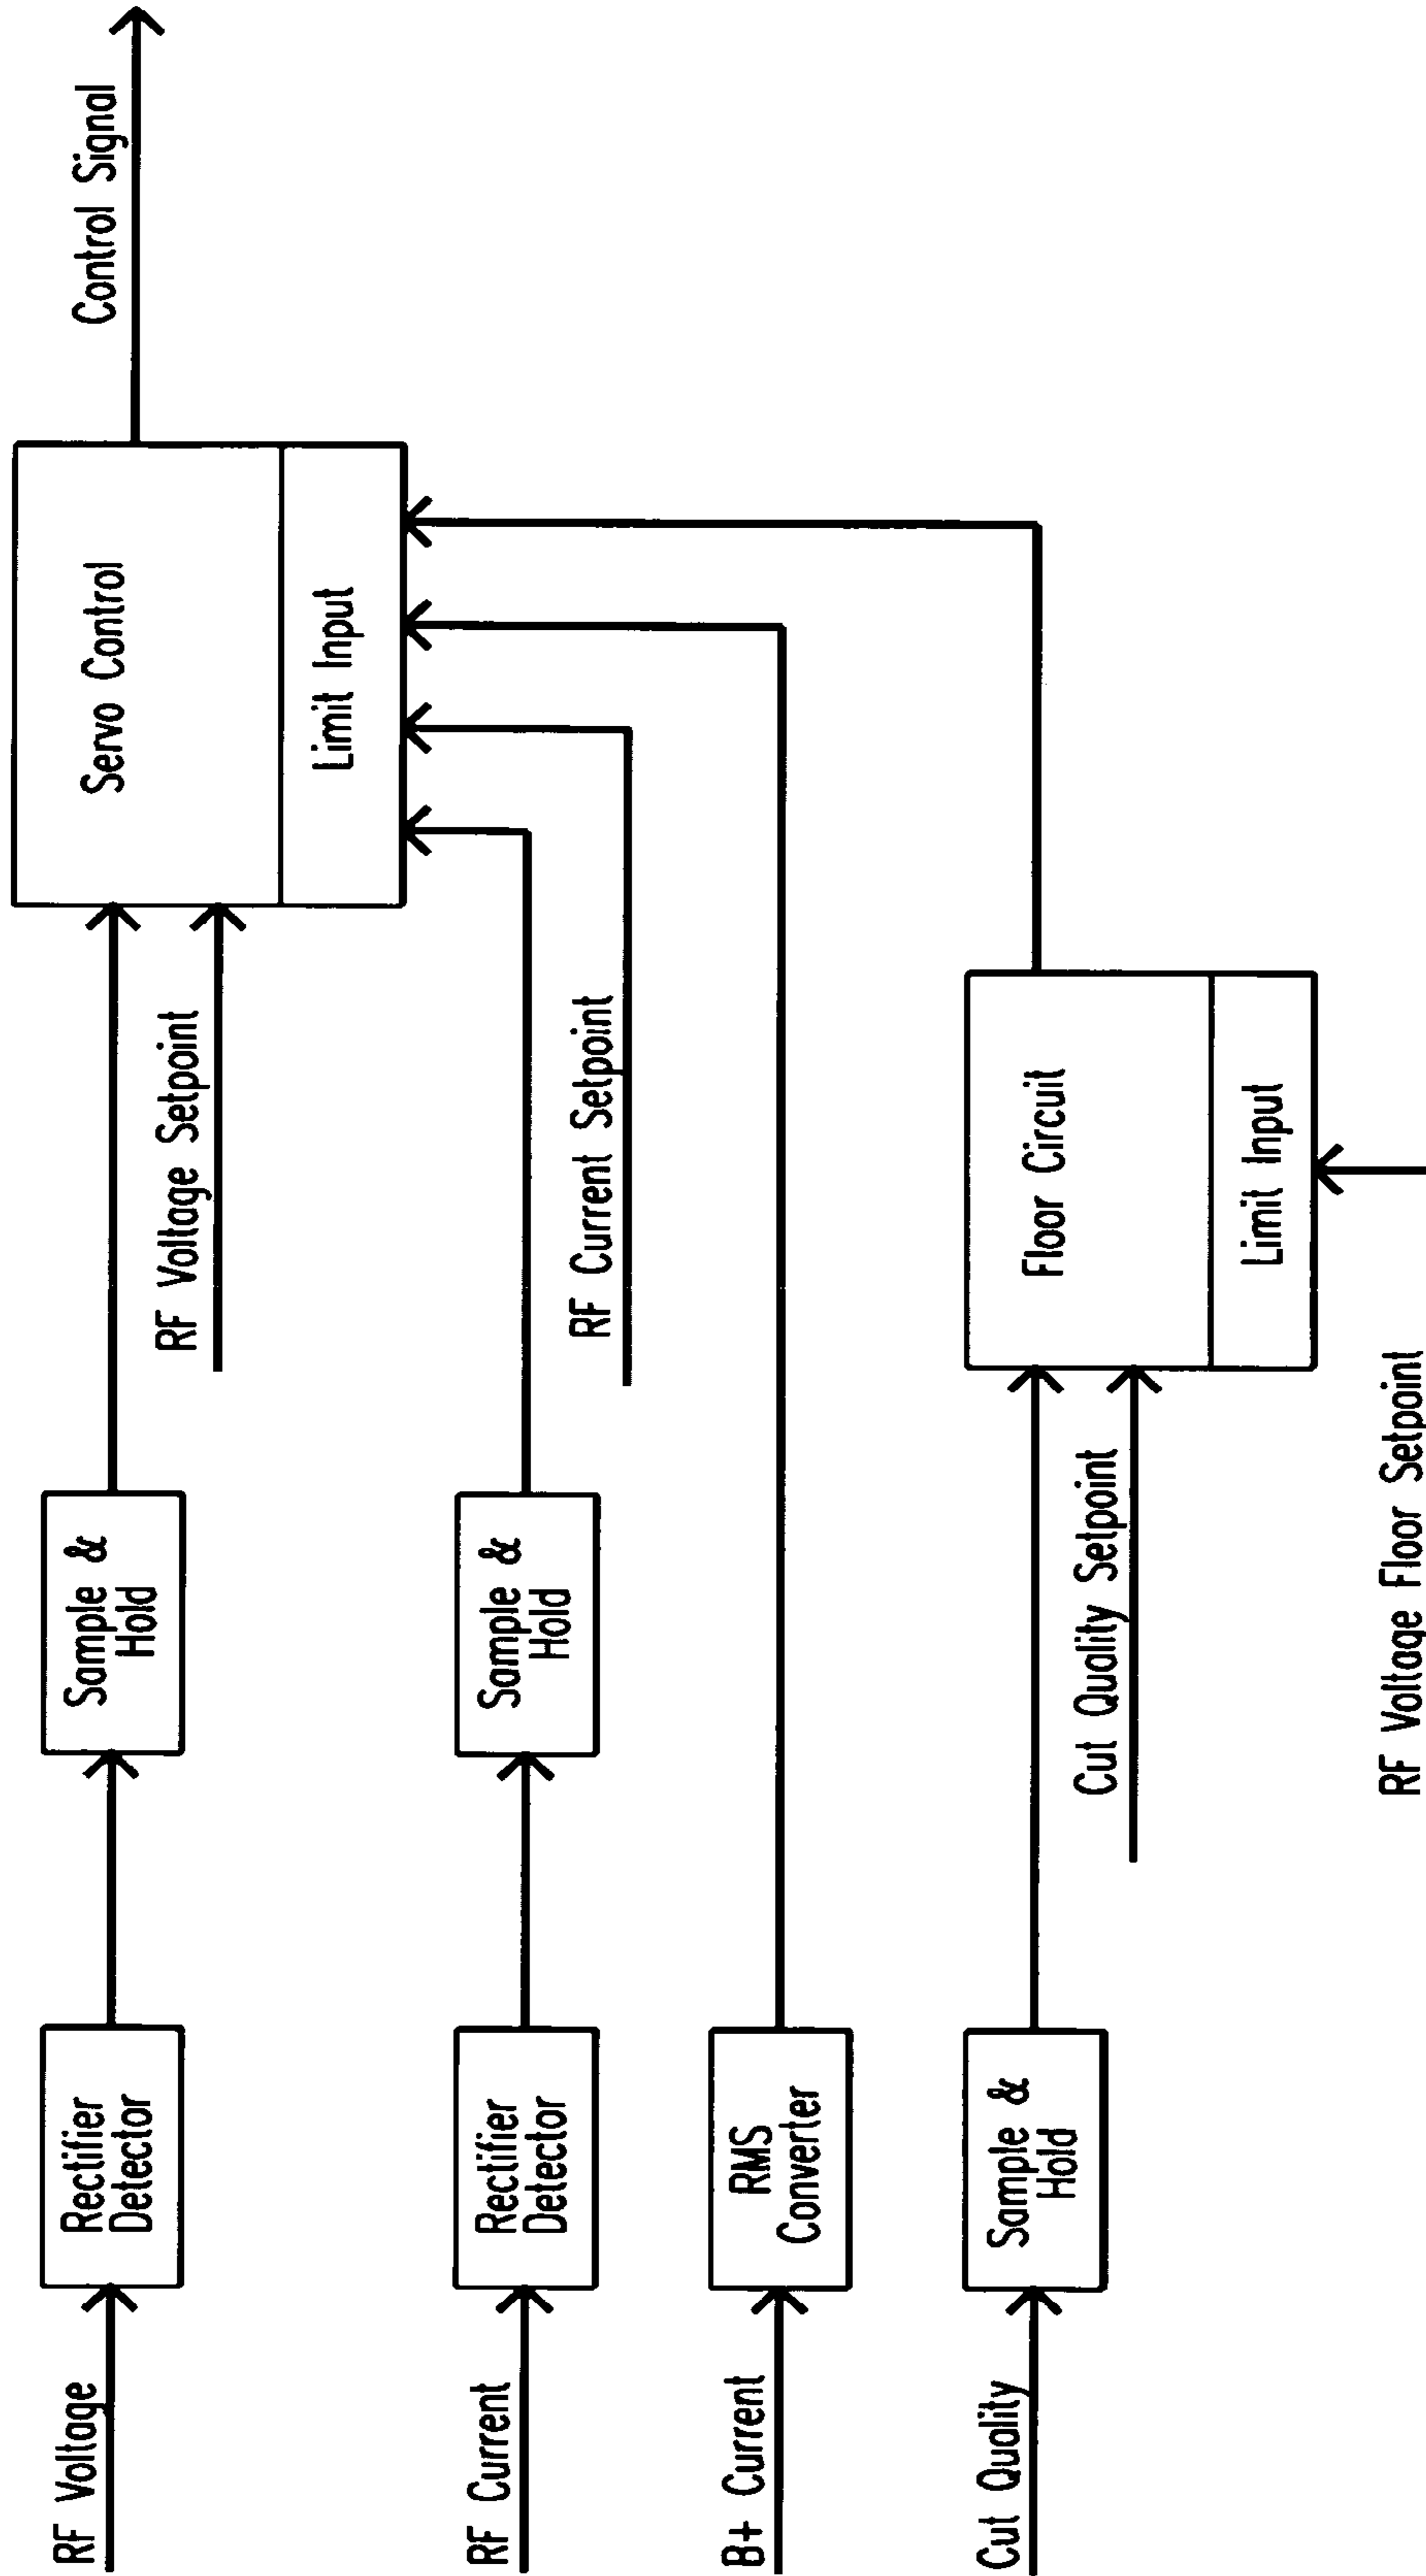 RF Voltage
Rectifier
Detector
Sample &
Hold
RF Voltage Setpoint
Servo Control
Limit Input
Control Signal
RF Current
Rectifier
Detector
Sample &
Hold
RF Current Setpoint
B+ Current
RMS
Converter
Cut Quality
Sample &
Hold
Cut Quality Setpoint
Floor Circuit
Limit Input
RF Voltage Floor Setpoint